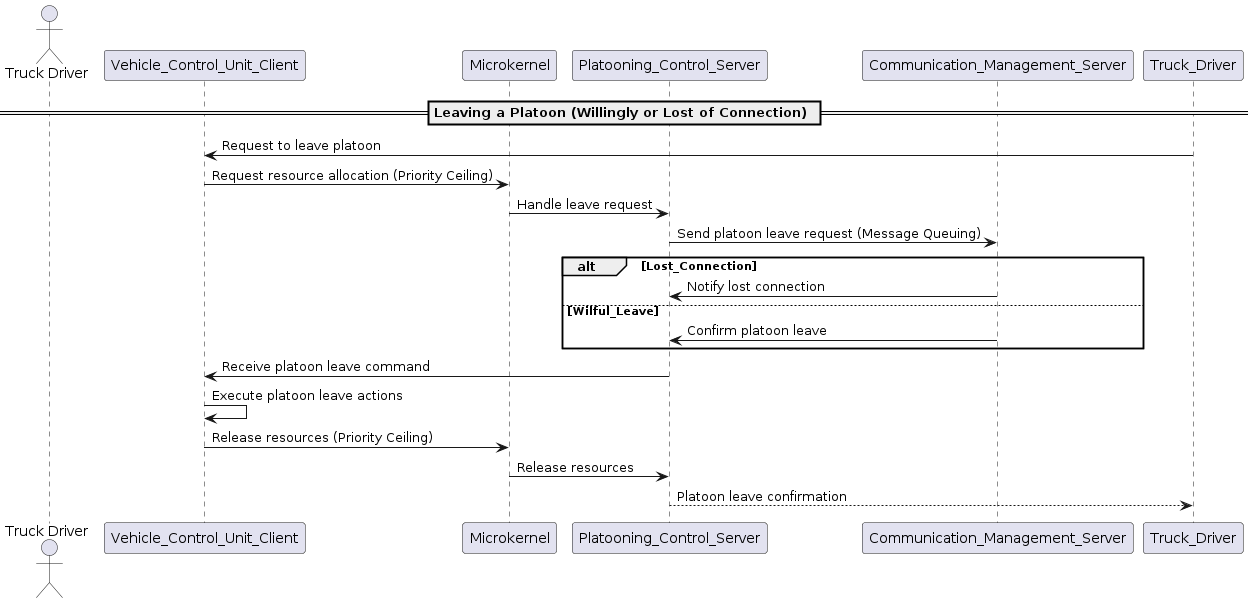 Truck Driver
Vehicle_Control_Unit_Client
Microkernel
Platooning_Control_Server
Communication_Management_Server
Truck_Driver
Leaving a Platoon (Willingly or Lost of Connection)
Request to leave platoon
Request resource allocation (Priority Ceiling)
Handle leave request
Send platoon leave request (Message Queuing)
alt
[Lost_Connection]
Notify lost connection
[Wilful_Leave]
Confirm platoon leave
Receive platoon leave command
Execute platoon leave actions
Release resources (Priority Ceiling)
Release resources
Platoon leave confirmation
Truck Driver
Vehicle_Control_Unit_Client
Microkernel
Platooning_Control_Server
Communication_Management_Server
Truck_Driver